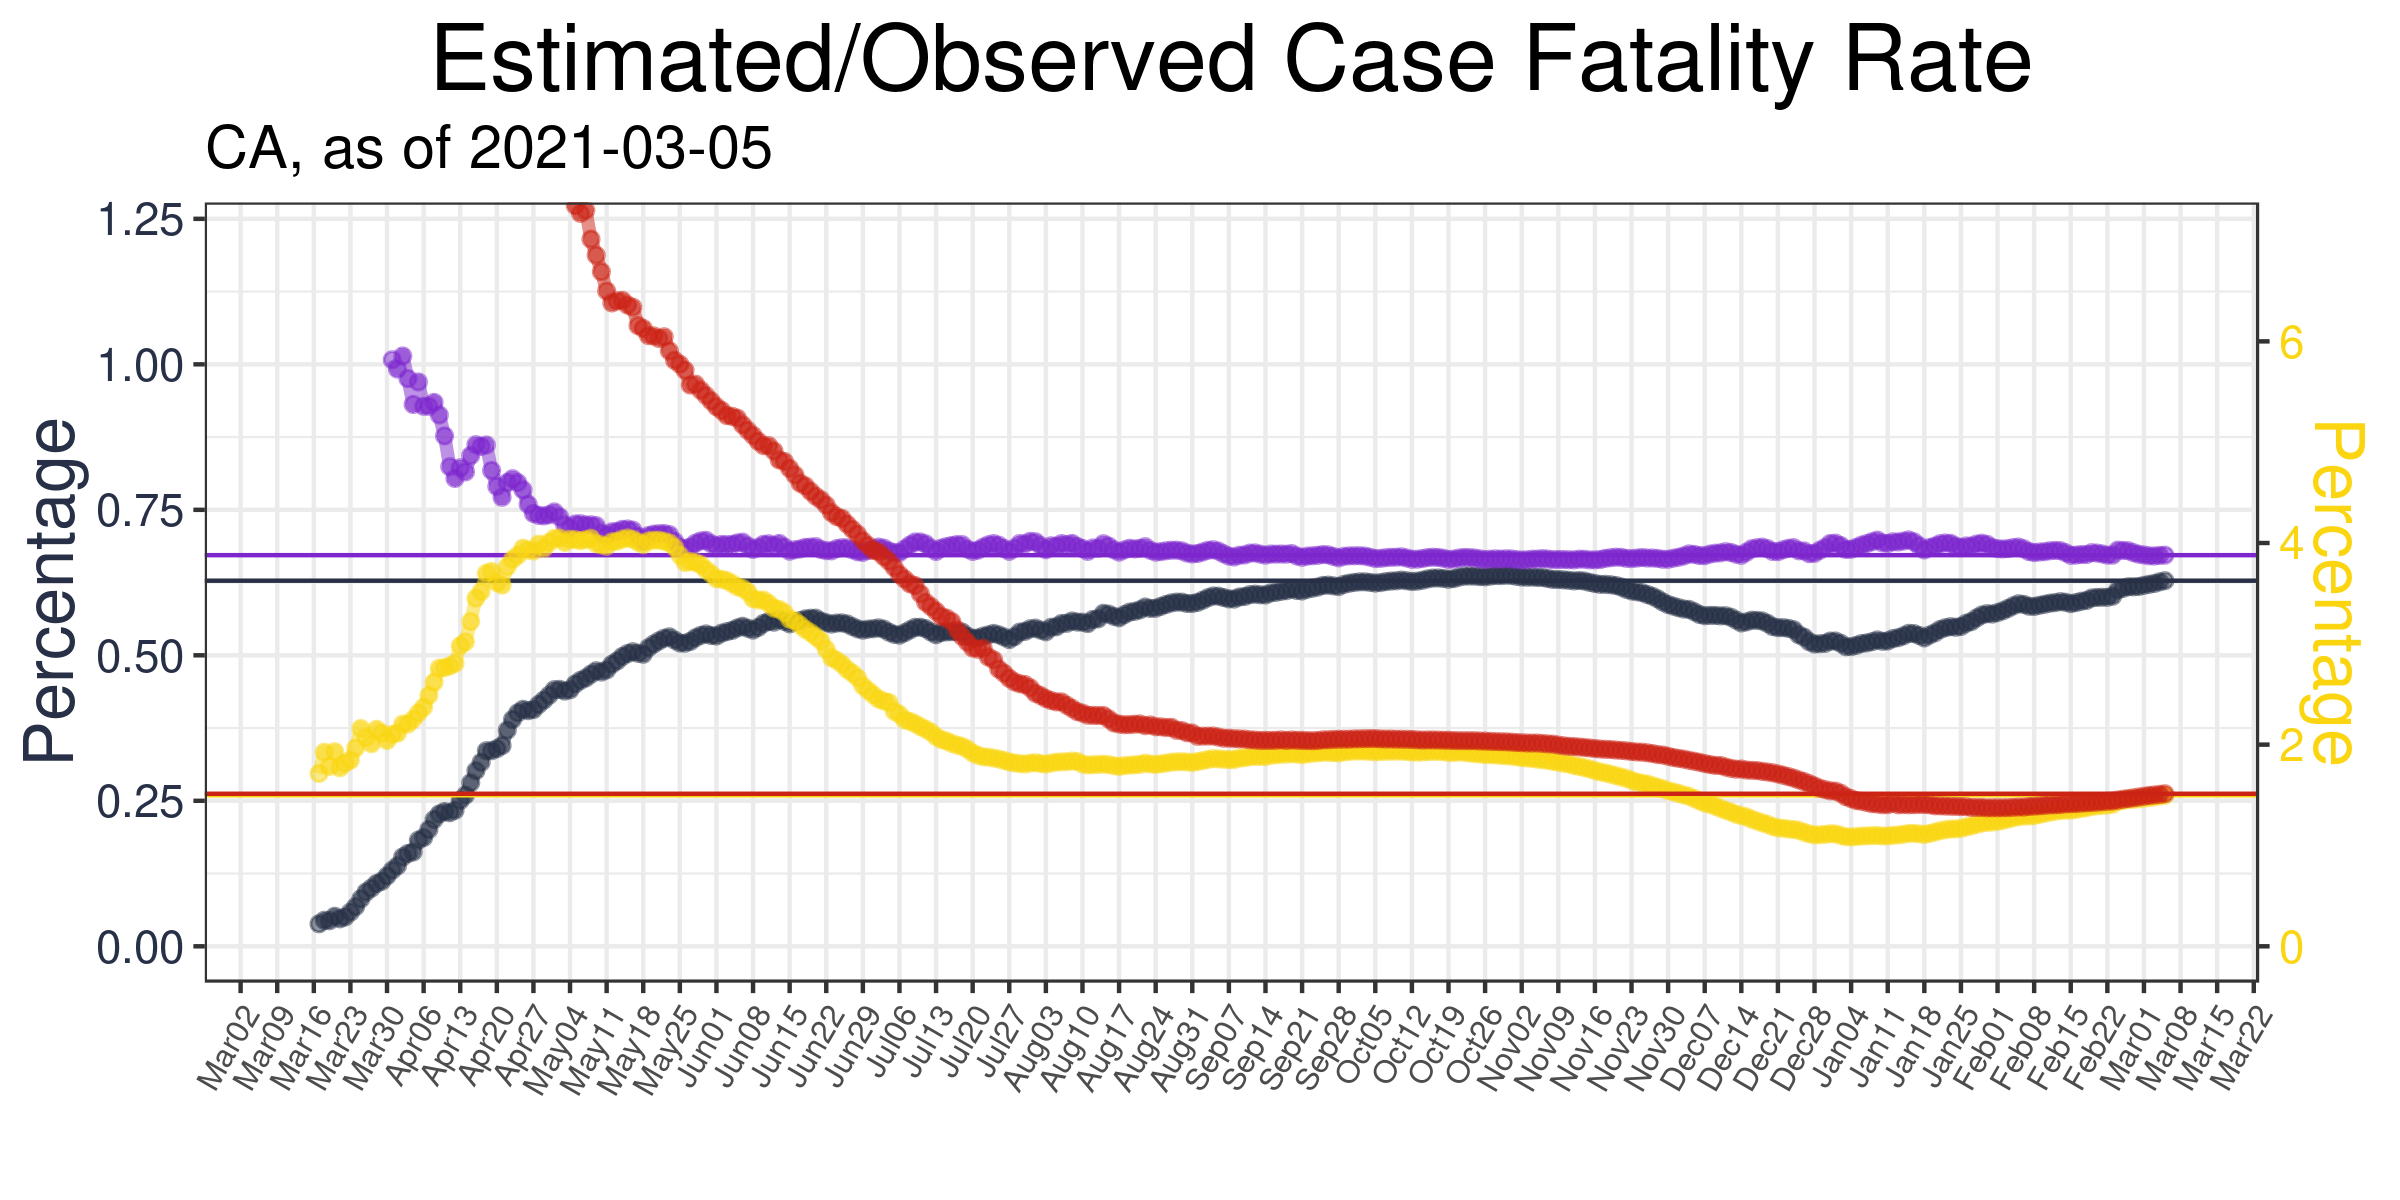 Estimated/Observed Case Fatality Rate
CA, as of 2021-03-05
Percentage
1.25
1.00
0.75
0.50
0.25
0.00
6
4
2
0
Percentage
Mar02
Mar09
Mar16
Mar23
Mar30
Apr06
Apr13
Apr20
Apr27
May04
May11
May18
May25
Jun01
Jun08
Jun15
Jun22
Jun29
Jul06
Jul13
Jul20
Jul27
Aug03
Aug10
Aug17
Aug24
Aug31
Sep07
Sep14
Sep21
Sep28
Oct05
Oct12
Oct19
Oct26
Nov02
Nov09
Nov16
Nov23
Nov30
Dec07
Dec14
Dec21
Dec28
Jan04
Jan11
Jan18
Jan25
Feb01
Feb08
Feb15
Feb22
Mar01
Mar08
Mar15
Mar22